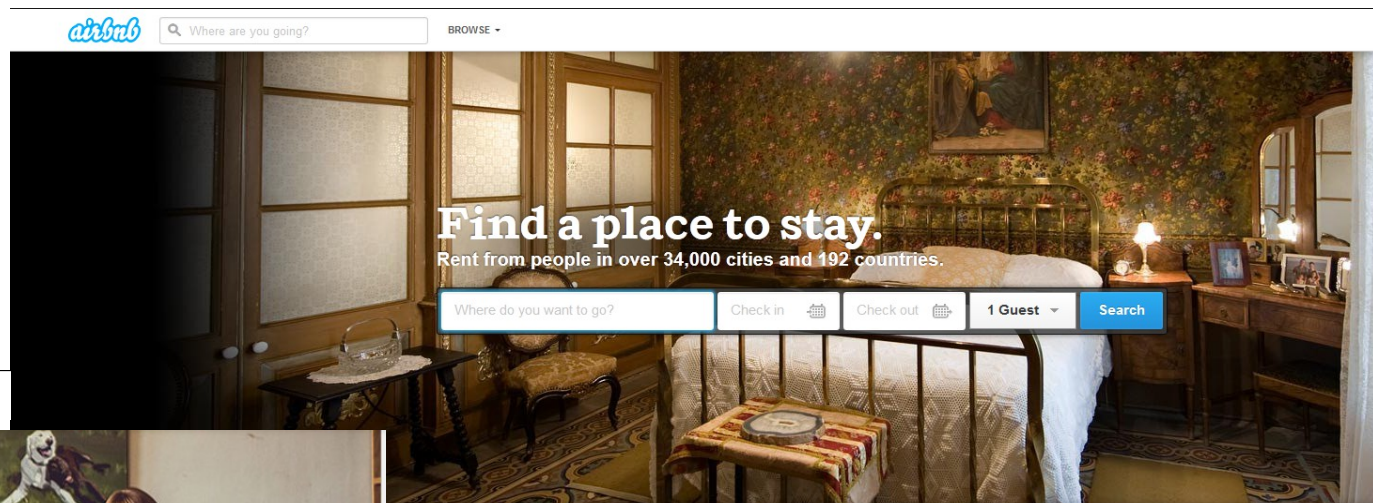 airbnb
Where are you going?
BROWSE
Find a place to stay.
Rent from people in over 34,000 cities and 192 countries.
Where do you want to go?
Check in
Check out
1 Guest
Search